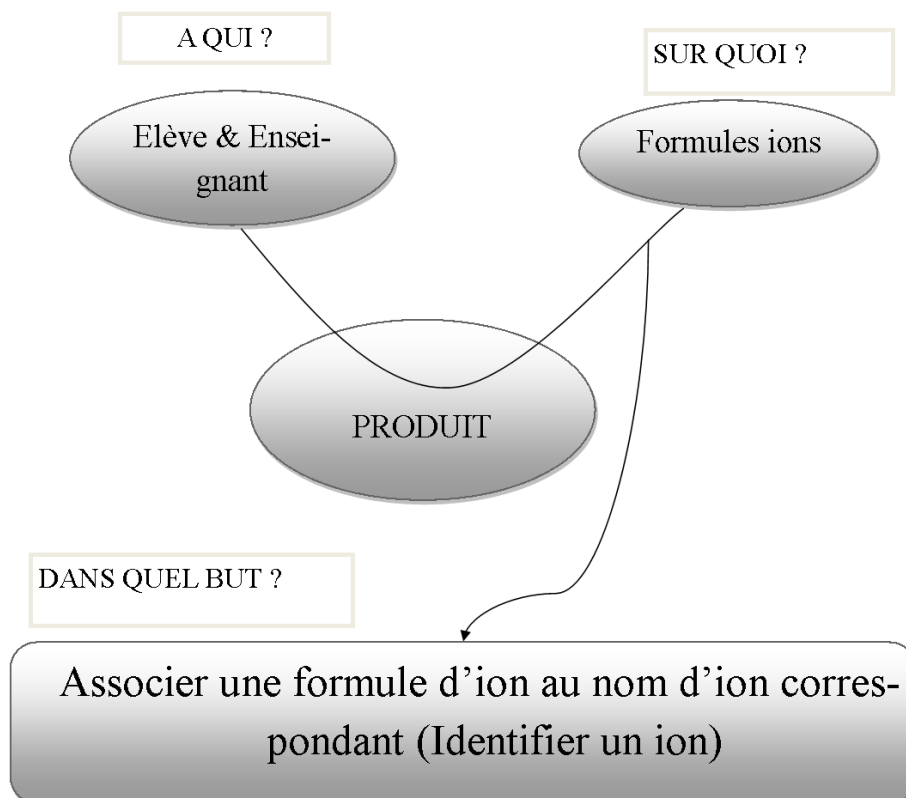 A QUI ?
SUR QUOI ?
Elève & Ensei-
gnant
Formules ions
PRODUIT
DANS QUEL BUT ?
Associer une formule d’ion au nom d’ion corres-
pondant (Identifier un ion)